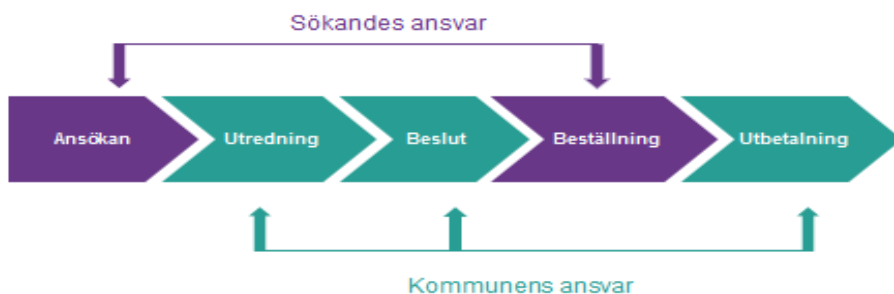 Sökandes ansvar
Ansökan
Utredning
Beslut
Beställning
Utbetalning
Kommunens ansvar